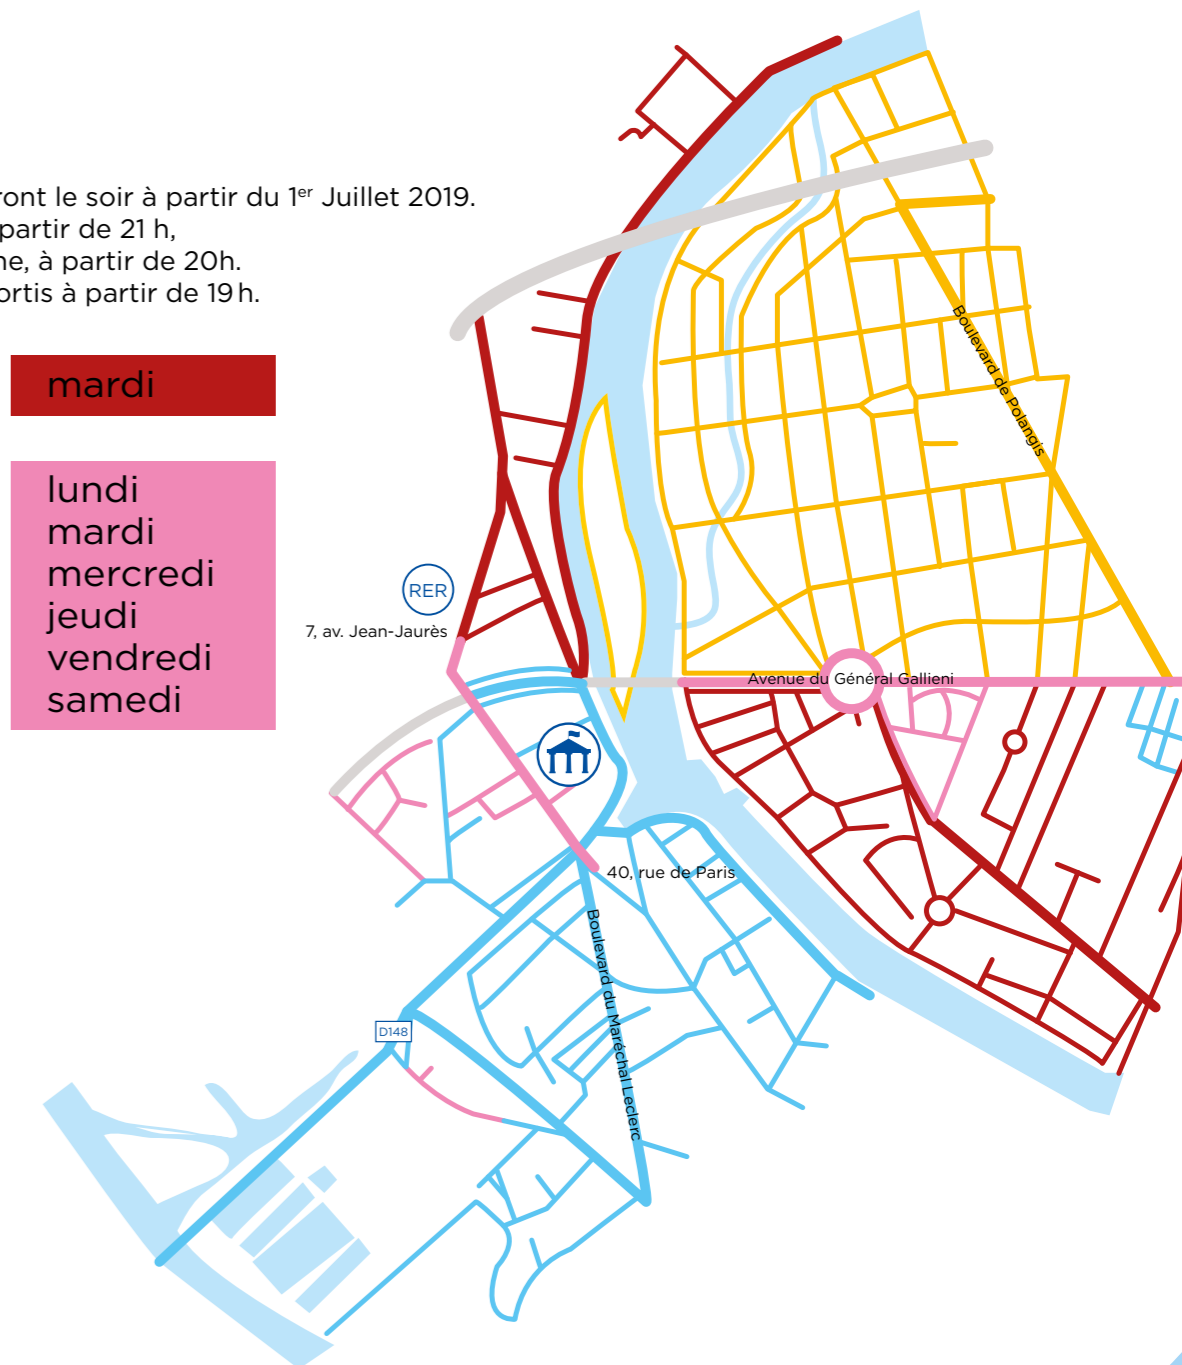 ront le soir à partir du 1er Juillet 2019.
partir de 21 h,
ne, à partir de 20h.
ortis à partir de 19 h.
mardi
lundi
mardi
mercredi
jeudi
vendredi
samedi
RER
7, av. Jean-Jaurès
Boulevard de Polangis
Avenue du Général Gallieni
40, rue de Paris
Boulevard du Maréchal Leclerc
D148